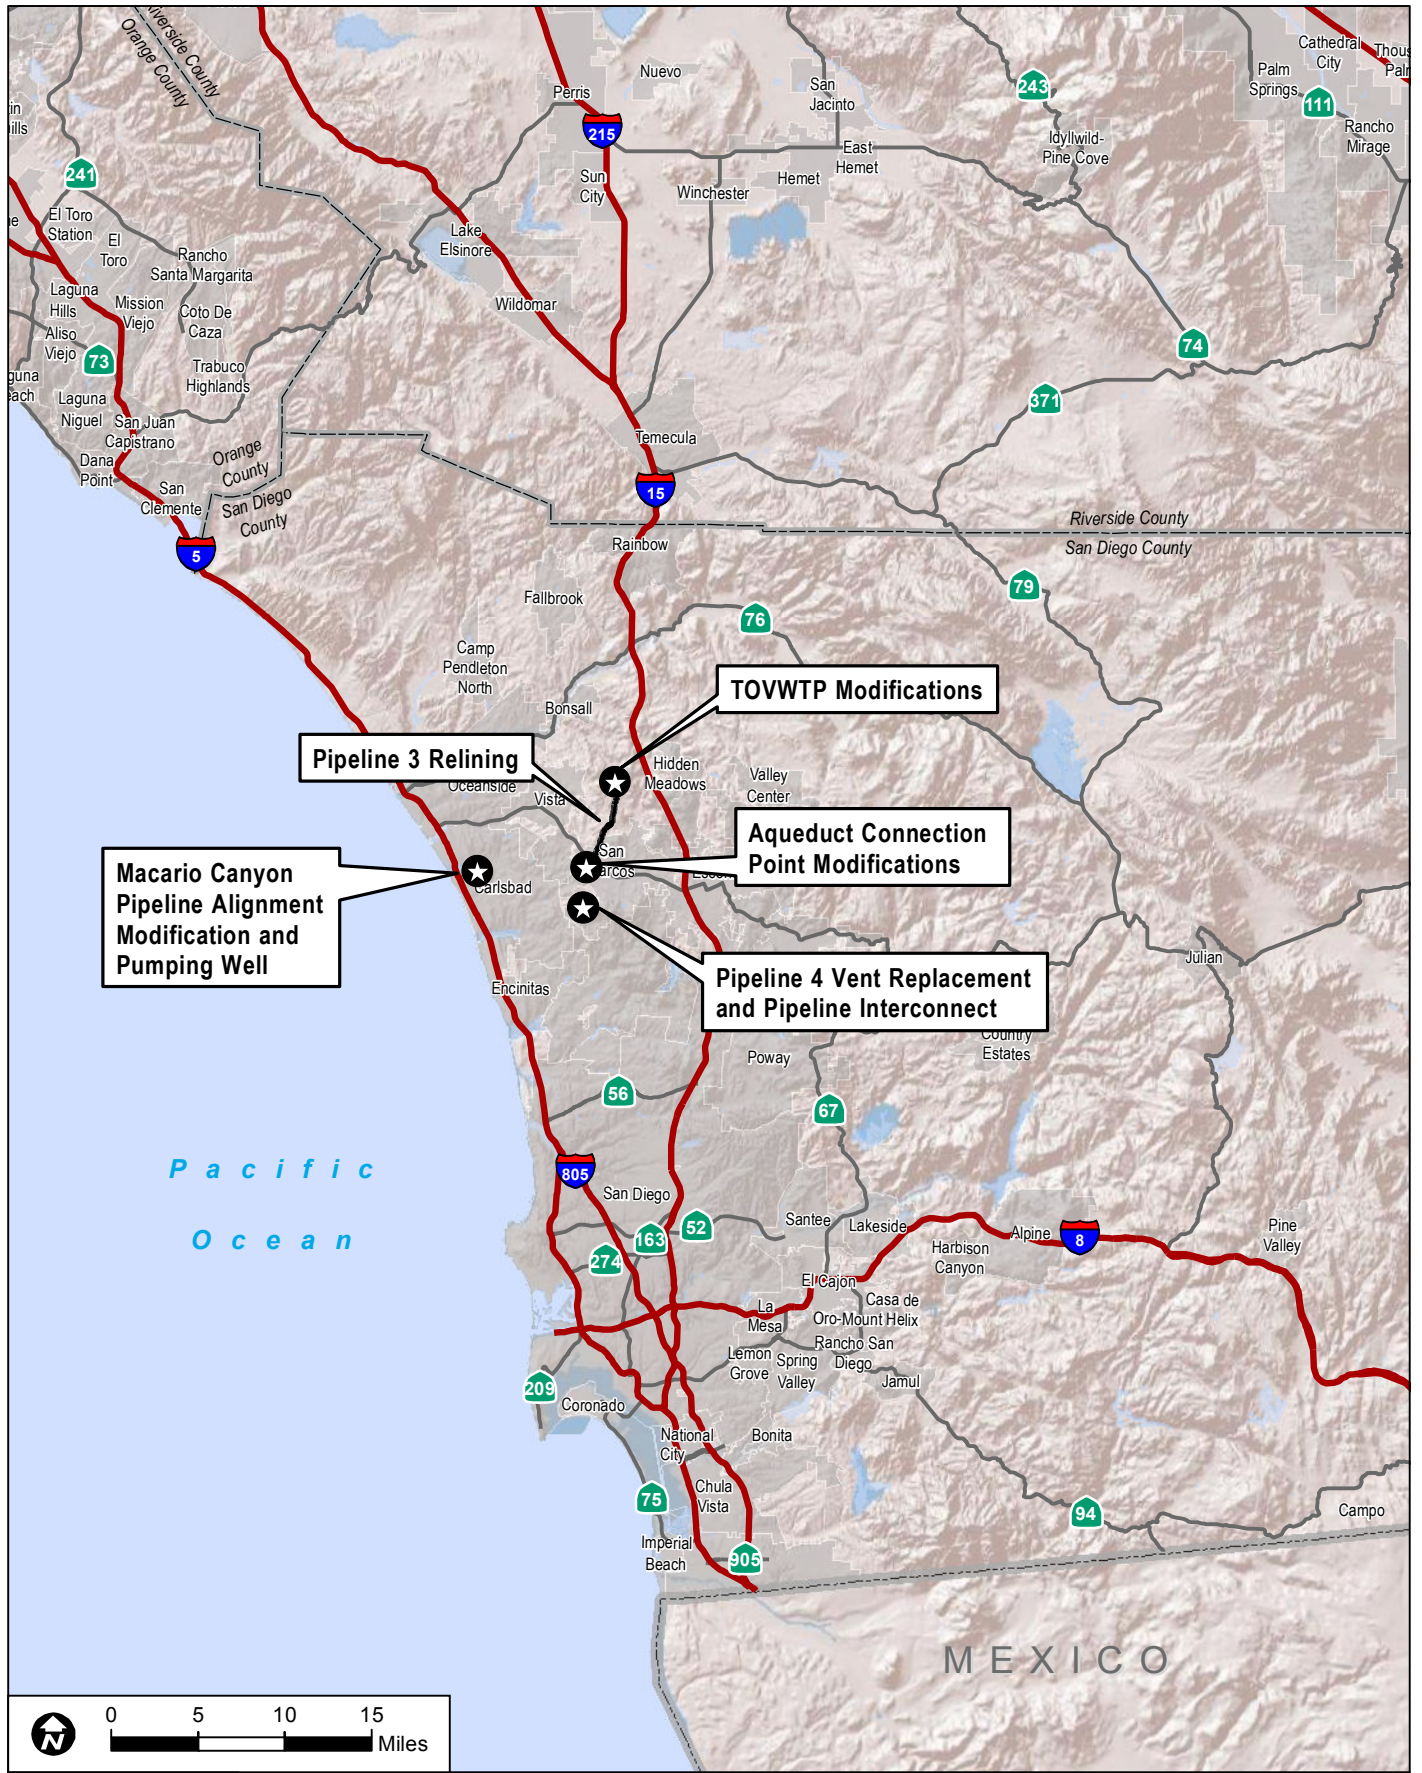 Riverside County
Orange County
Cathedral
City
Palm
Springs
111
Rancho
Mirage
Nuevo
Perris
215
San
Jacinto
243
Idyllwild-
Pine Cove
East
Hemet
Hemet
Winchester
Sun
City
241
El Toro
Station
El
Toro
Rancho
Santa Margarita
Lake
Elsinore
Laguna
Hills
Mission
Viejo
Coto De
Caza
Wildomar
Aliso
Viejo
73
Trabuco
Highlands
74
371
Laguna
Niguel
San Juan
Capistrano
Temecula
Dana
Point
Orange
County
San Diego
County
San
Clemente
15
5
Riverside County
San Diego County
Rainbow
79
Fallbrook
76
Camp
Pendleton
North
TOVWTP Modifications
Bonsall
Pipeline 3 Relining
Hidden
Meadows
Valley
Center
Oceanside
Vista
Aqueduct Connection
Point Modifications
San
arcos
Macario Canyon
Pipeline Alignment
Modification and
Pumping Well
Carlsbad
Julian
Pipeline 4 Vent Replacement
and Pipeline Interconnect
Encinitas
Country
Estates
Poway
56
67
Pacific
Ocean
805
San Diego
163
52
274
Santee
Lakeside
Alpine
8
Pine
Valley
Harbison
Canyon
El Cajon
La
Mesa
Casa de
Oro-Mount Helix
Rancho San
Diego
Lemon
Grove
Spring
Valley
Jamul
209
Coronado
National
City
Bonita
Chula
Vista
75
94
Campo
Imperial
Beach
905
MEXICO
N
0 5 10 15
Miles